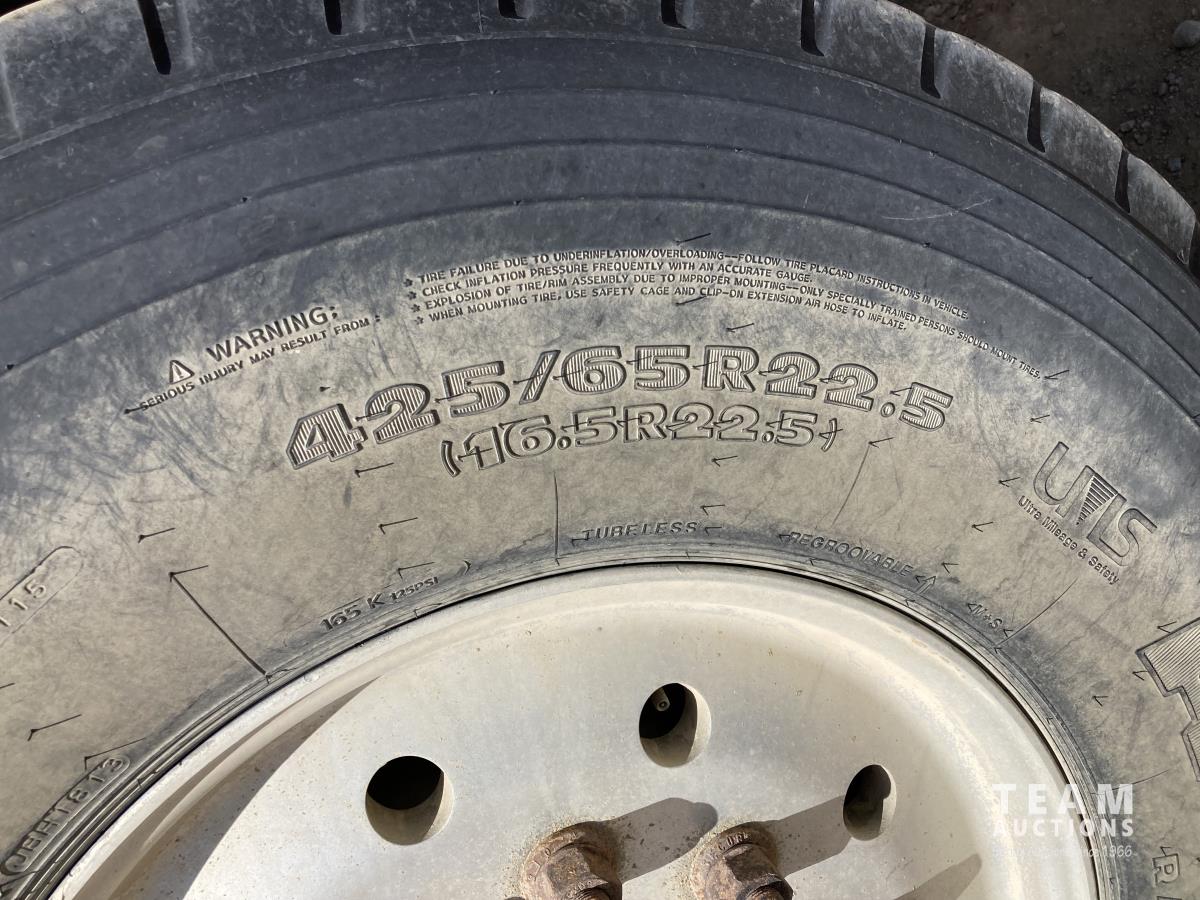 ⚠ WARNING:
SERIOUS INJURY MAY RESULT FROM :
☆ TIRE FAILURE DUE TO UNDERINFLATION/OVERLOADING--FOLLOW TIRE PLACARD INSTRUCTIONS IN VEHICLE.
☆ CHECK INFLATION PRESSURE FREQUENTLY WITH AN ACCURATE GAUGE.
☆ EXPLOSION OF TIRE/RIM ASSEMBLY DUE TO IMPROPER MOUNTING--ONLY SPECIALLY TRAINED PERSONS SHOULD MOUNT TIRES.
☆ WHEN MOUNTING TIRE, USE SAFETY CAGE AND CLIP-ON EXTENSION AIR HOSE TO INFLATE.
425/65R22.5
(16.5R22.5)
UMS
Ultra Mileage & Safety
TUBELESS
REGROOVABLE
M+S
165 K 125PSI
115
1813
TEAM
AUCTIONS
1966